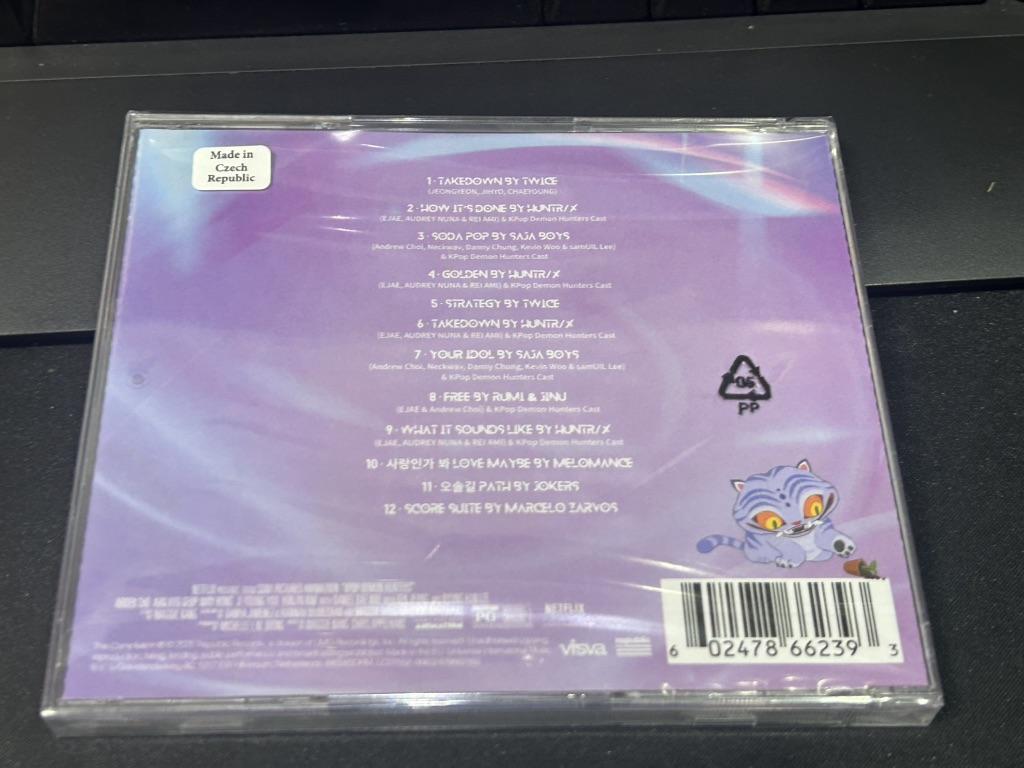 Made in
Czech
Republic
1 · TAKEDOWN BY TWICE
(JEONGYEON, JIHYO, CHAEYOUNG)
2 · HOW IT'S DONE BY HUNTR/X
(EJAE, AUDREY NUNA & REI AMI) & KPop Demon Hunters Cast
3 · SODA POP BY SAJA BOYS
(Andrew Choi, Neckwav, Danny Chung, Kevin Woo & samUIL Lee)
& KPop Demon Hunters Cast
4 · GOLDEN BY HUNTR/X
(EJAE, AUDREY NUNA & REI AMI) & KPop Demon Hunters Cast
5 · STRATEGY BY TWICE
6 · TAKEDOWN BY HUNTR/X
(EJAE, AUDREY NUNA & REI AMI) & KPop Demon Hunters Cast
7 · YOUR IDOL BY SAJA BOYS
(Andrew Choi, Neckwav, Danny Chung, Kevin Woo & samUIL Lee)
& KPop Demon Hunters Cast
8 · FREE BY RUMI & JINU
(EJAE & Andrew Choi) & KPop Demon Hunters Cast
9 · WHAT IT SOUNDS LIKE BY HUNTR/X
(EJAE, AUDREY NUNA & REI AMI) & KPop Demon Hunters Cast
10 · 사랑인가 봐 LOVE MAYBE BY MELOMANCE
11 · 오솔길 PATH BY JOKERS
12 · SCORE SUITE BY MARCELO ZARVOS
05
PP
NETFLIX
PG
NETFLIX
visva
6 02478 66239 3